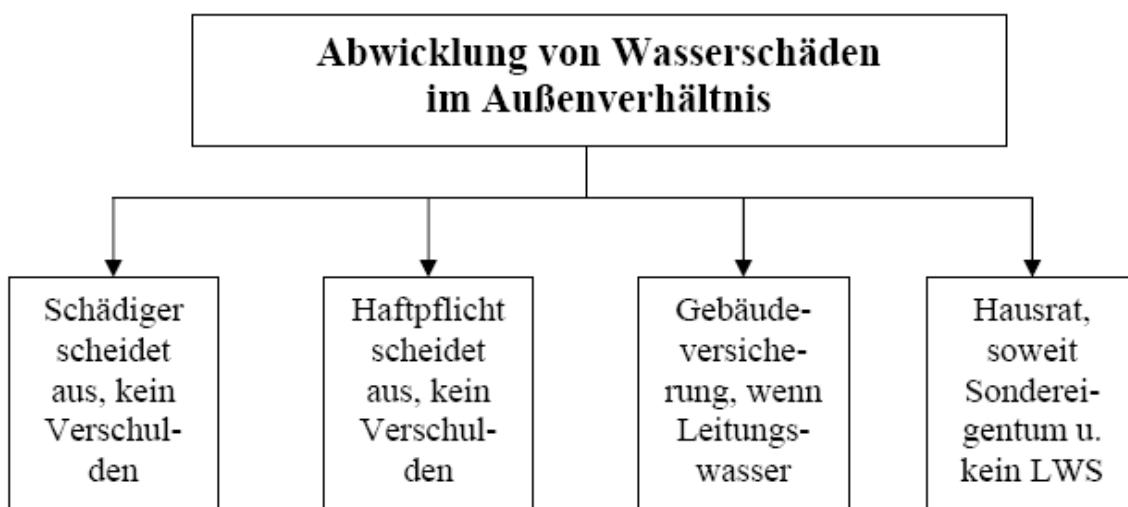 Abwicklung von Wasserschäden
im Außenverhältnis
Schädiger
scheidet
aus, kein
Verschul-
den
Haftpflicht
scheidet
aus, kein
Verschul-
den
Gebäude-
versiche-
rung, wenn
Leitungs-
wasser
Hausrat,
soweit
Sonderei-
gentum u.
kein LWS